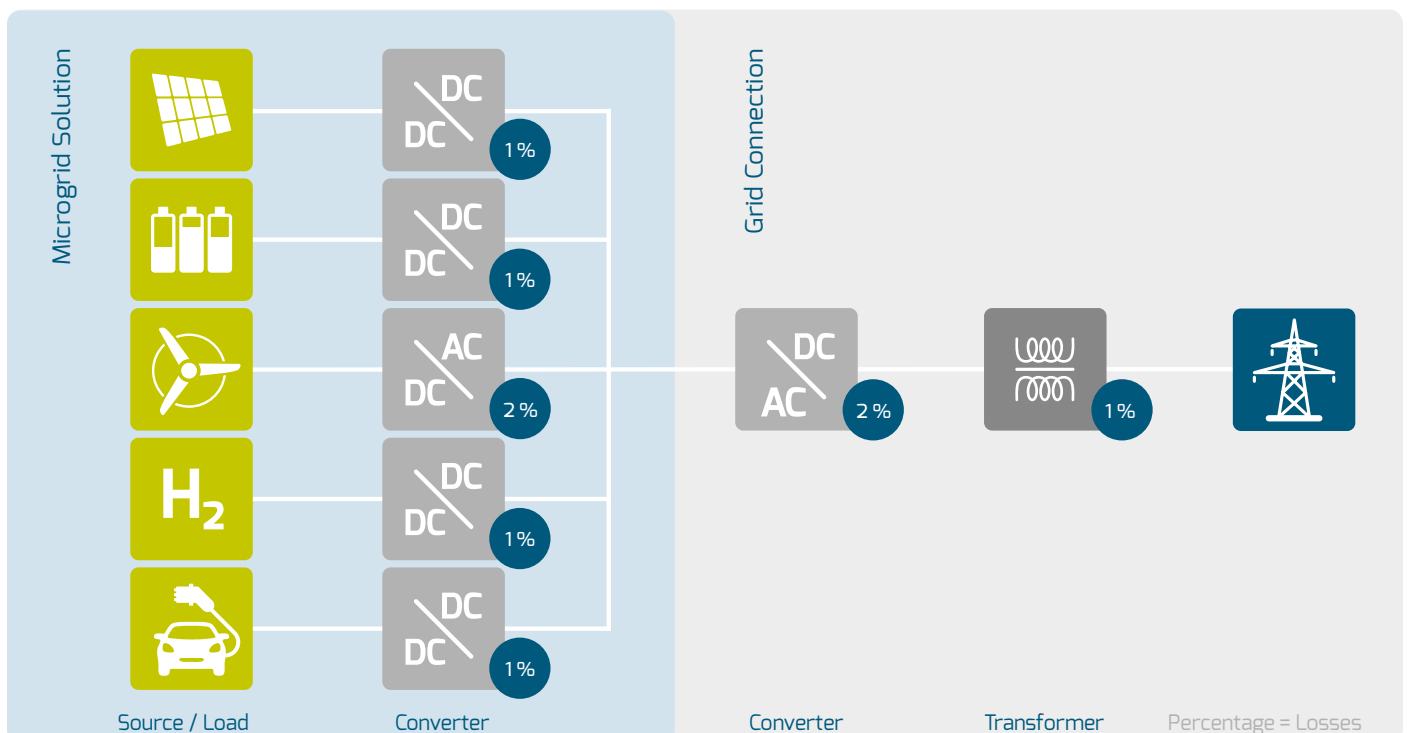 Microgrid Solution
Grid Connection
DC
DC
1%
DC
DC
1%
AC
DC
2%
DC
AC
2%
1%
H2
DC
DC
1%
DC
DC
1%
Source / Load
Converter
Converter
Transformer
Percentage = Losses